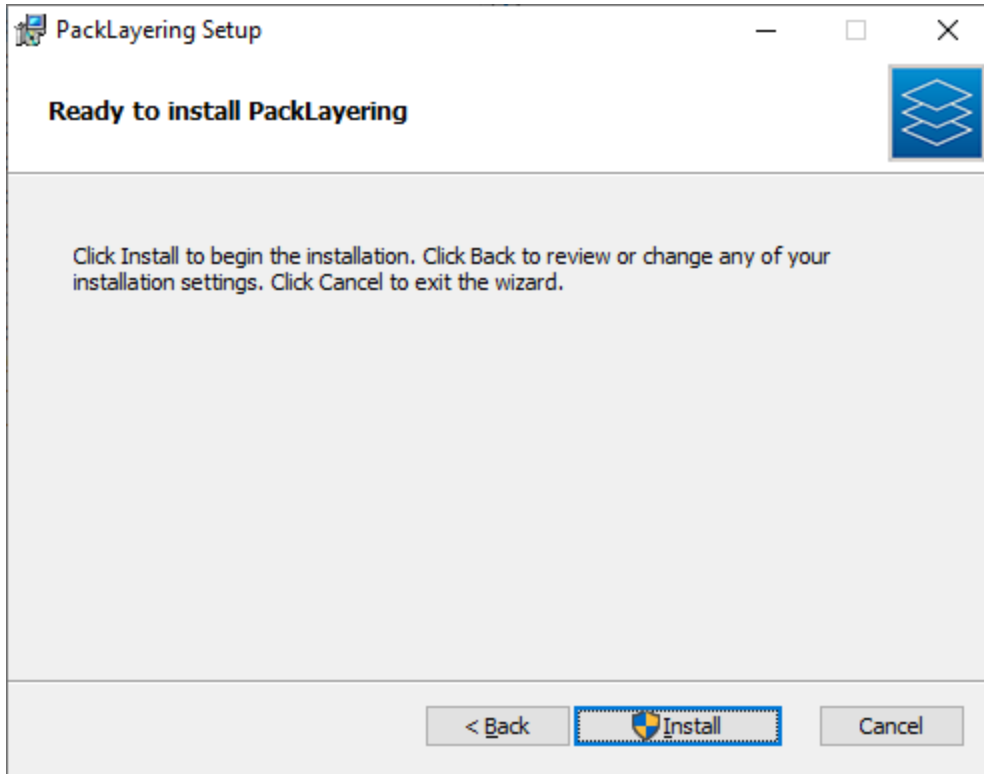 PackLayering Setup
Ready to install PackLayering
Click Install to begin the installation. Click Back to review or change any of your
installation settings. Click Cancel to exit the wizard.
< Back
Install
Cancel